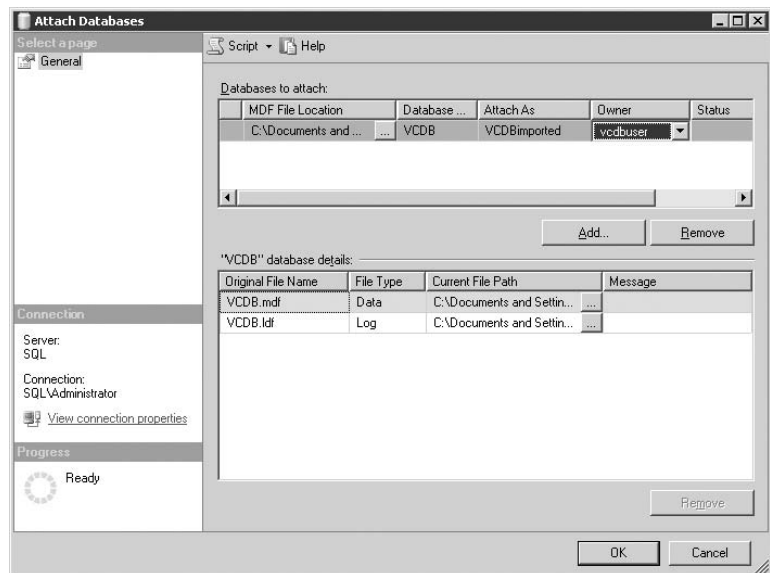 Attach Databases
Select a page
General
Script
Help
Databases to attach:
MDF File Location
Database ...
Attach As
Owner
Status
C:\Documents and ...
...
VCDB
VCDBimported
vcdbuser
Add...
Remove
"VCDB" database details:
Original File Name
File Type
Current File Path
Message
VCDB.mdf
Data
C:\Documents and Settin...
...
VCDB.ldf
Log
C:\Documents and Settin...
...
Remove
Connection
Server:
SQL
Connection:
SQL\Administrator
View connection properties
Progress
Ready
OK
Cancel